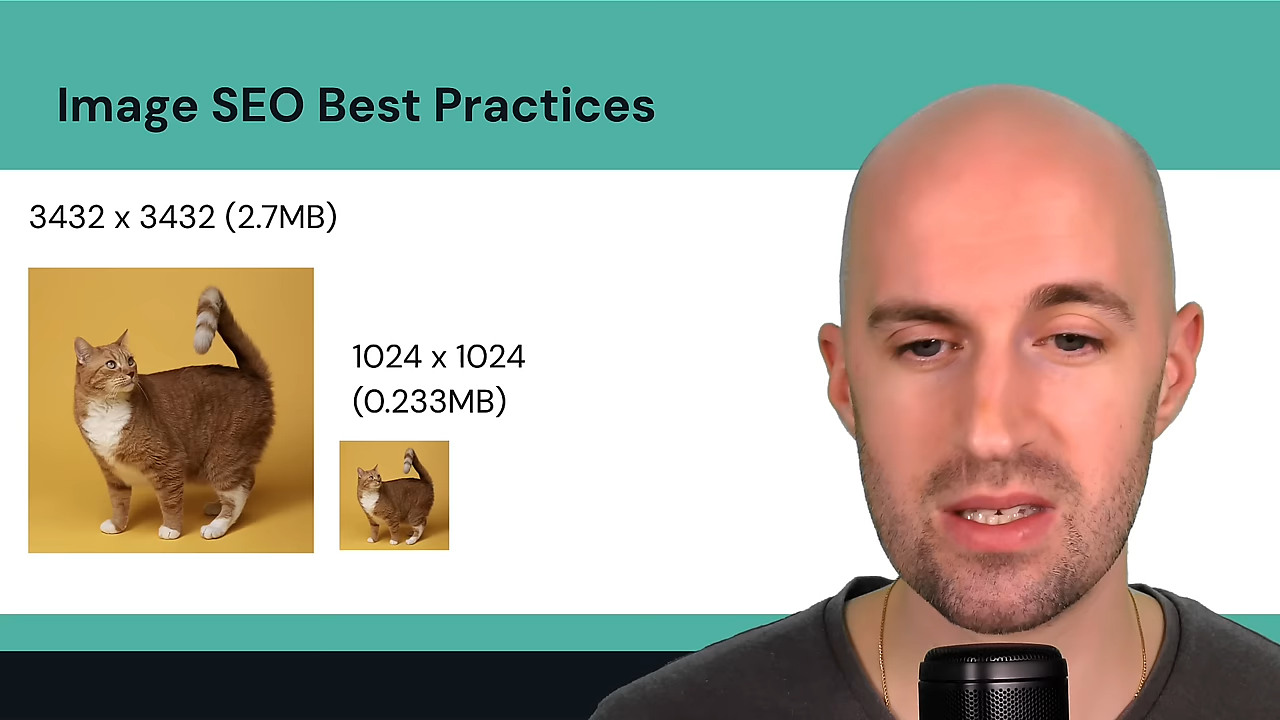 Image SEO Best Practices
3432 x 3432 (2.7MB)
1024 x 1024
(0.233MB)